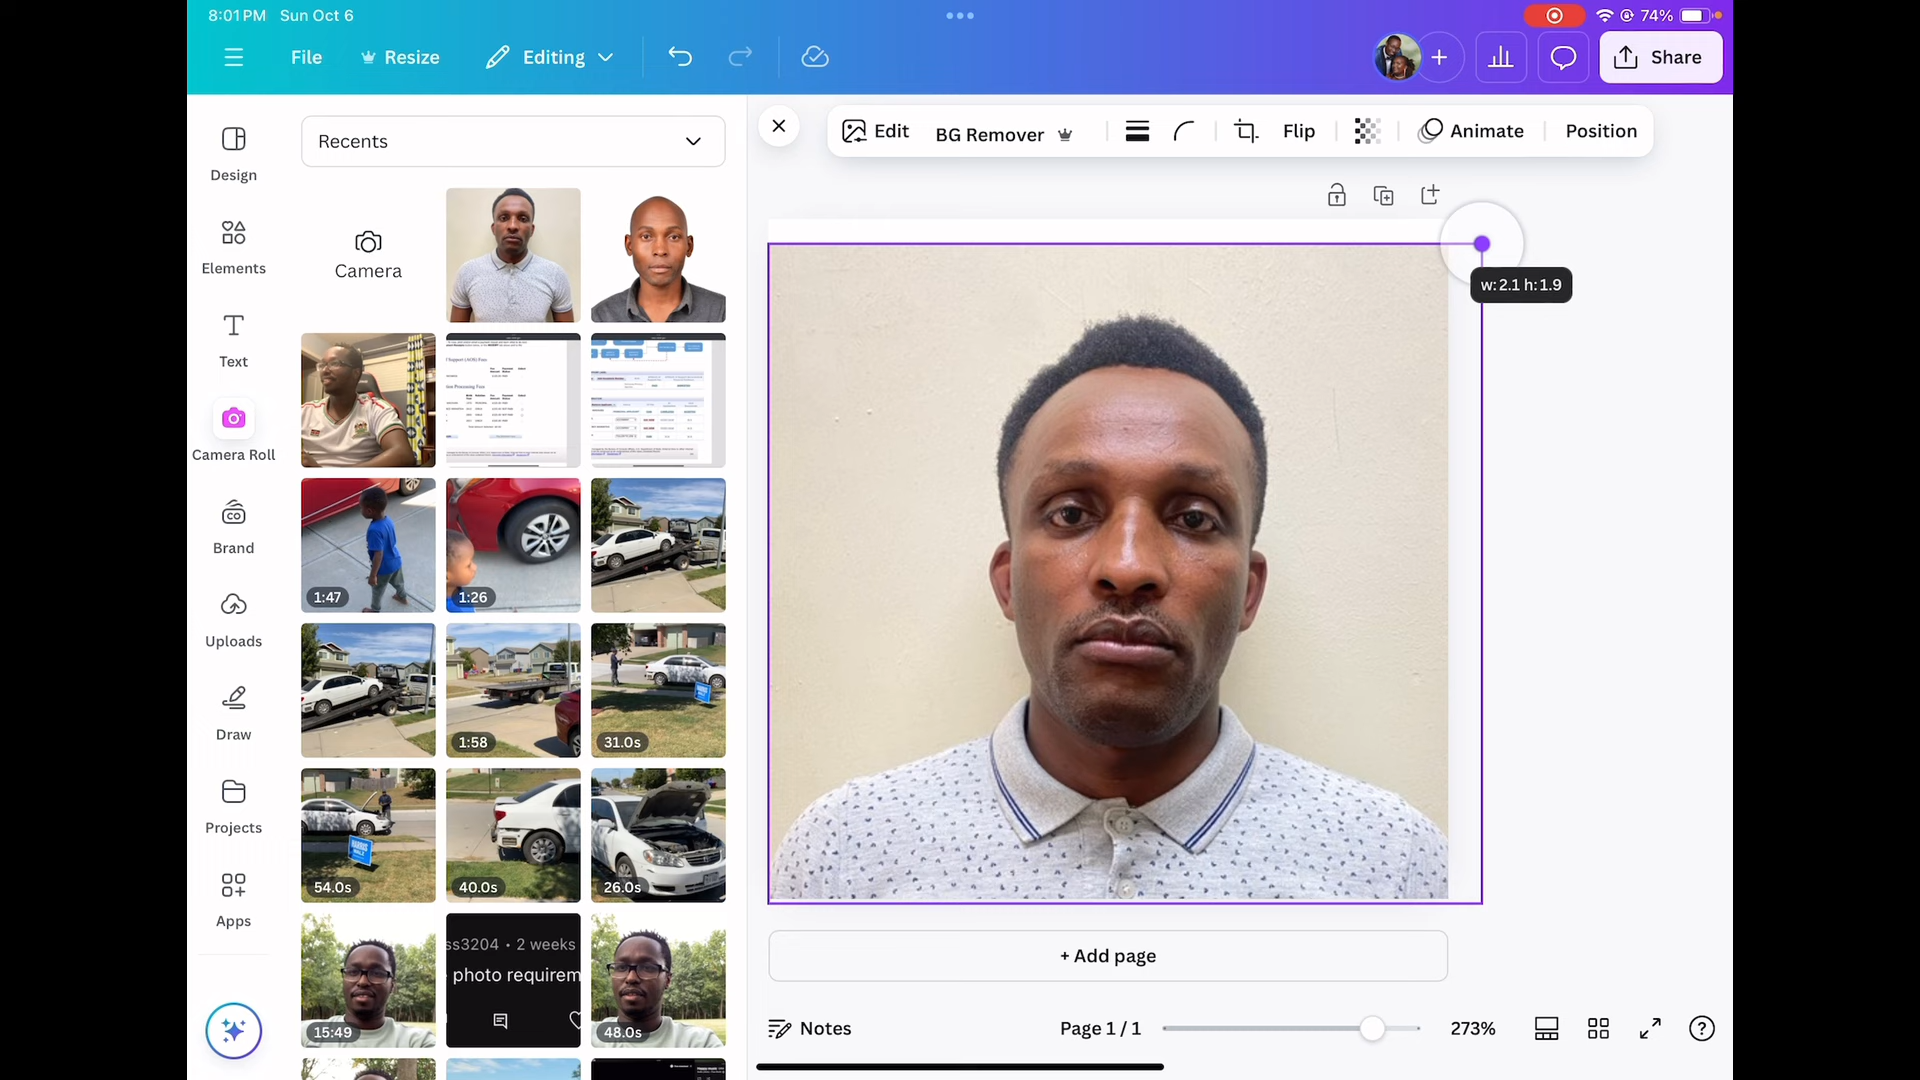 8:01 PM Sun Oct 6
74%
File
Resize
Editing
Share
Design
Elements
Text
Camera Roll
Brand
Uploads
Draw
Projects
Apps
Recents
Camera
1:47
1:26
1:58
31.0s
54.0s
40.0s
26.0s
15:49
ss3204 • 2 weeks
photo requirem
48.0s
Edit
BG Remover
Flip
Animate
Position
w: 2.1 h: 1.9
+ Add page
Notes
Page 1 / 1
273%